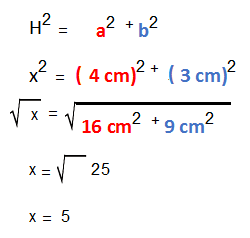 H² = a² + b²
x² = ( 4 cm)² + ( 3 cm)²
√ x = √ 16 cm² + 9 cm²
x = √ 25
x = 5